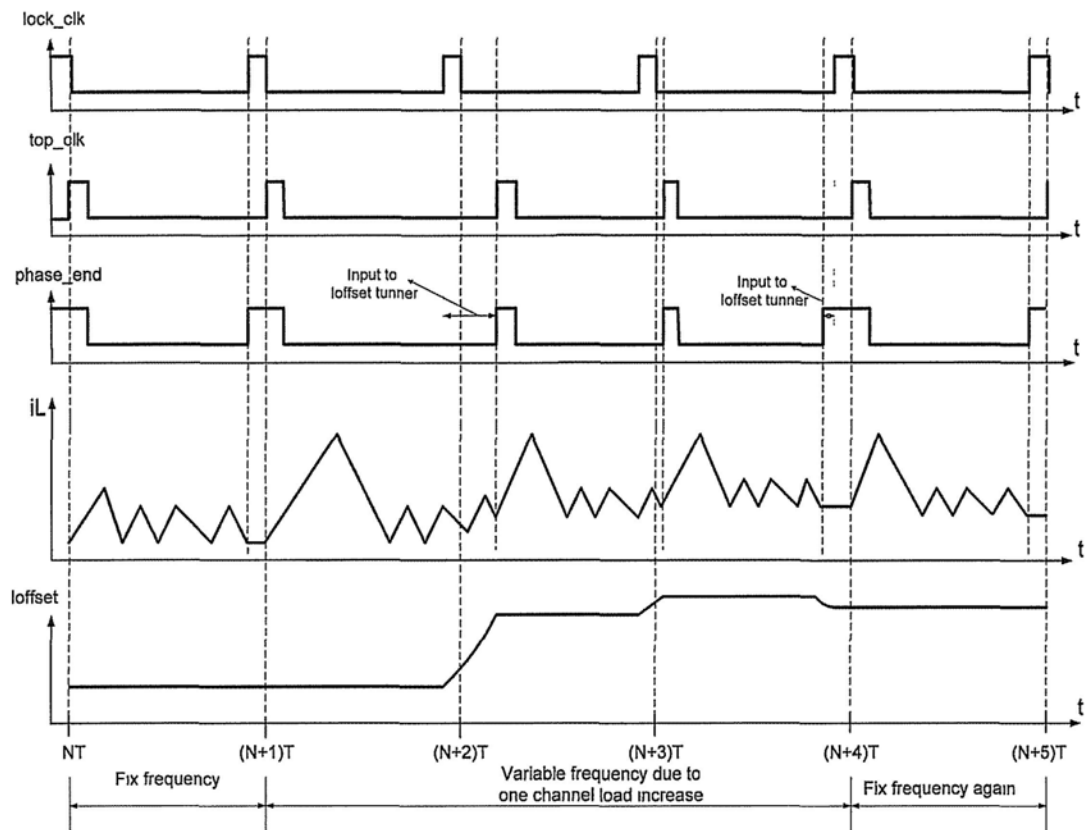 lock_clk
t
top_clk
t
phase_end
Input to
Ioffset tunner
Input to
Ioffset tunner
t
iL
t
Ioffset
t
NT
(N+1)T
(N+2)T
(N+3)T
(N+4)T
(N+5)T
Fix frequency
Variable frequency due to
one channel load increase
Fix frequency again